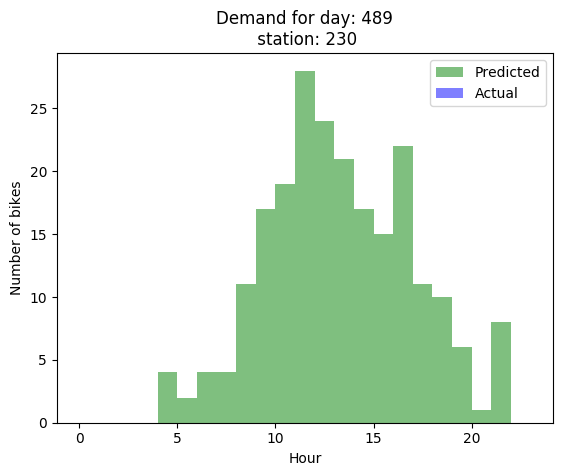 Demand for day: 489
station: 230
Predicted
Actual
Number of bikes
25
20
15
10
5
0
0
5
10
15
20
Hour